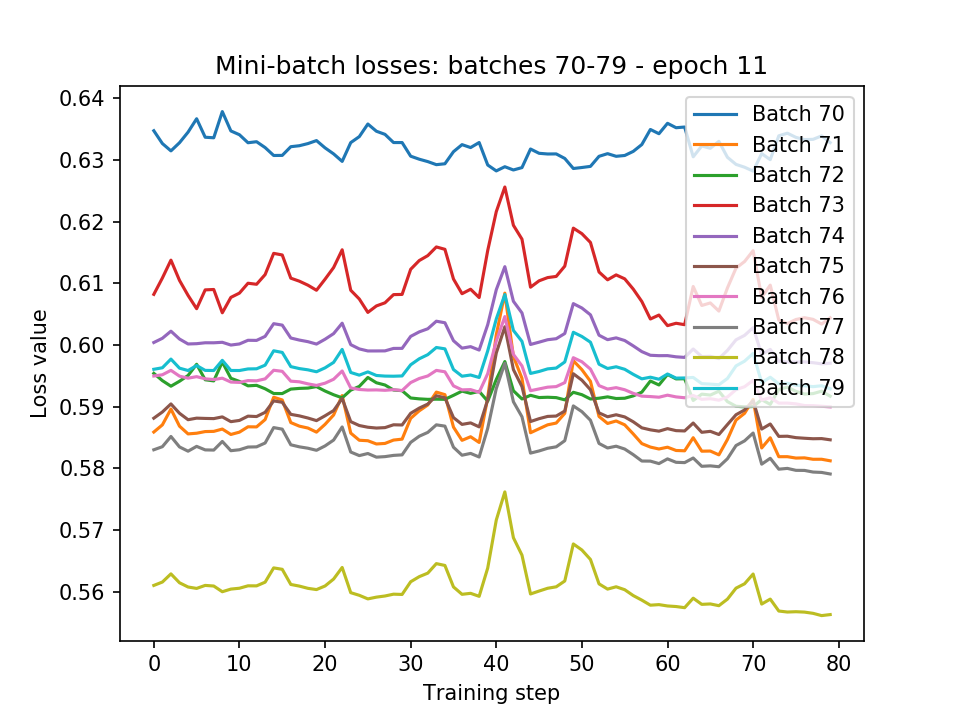 Mini-batch losses: batches 70-79 - epoch 11
Loss value
0.64
0.63
0.62
0.61
0.60
0.59
0.58
0.57
0.56
Batch 70
Batch 71
Batch 72
Batch 73
Batch 74
Batch 75
Batch 76
Batch 77
Batch 78
Batch 79
0 10 20 30 40 50 60 70 80
Training step